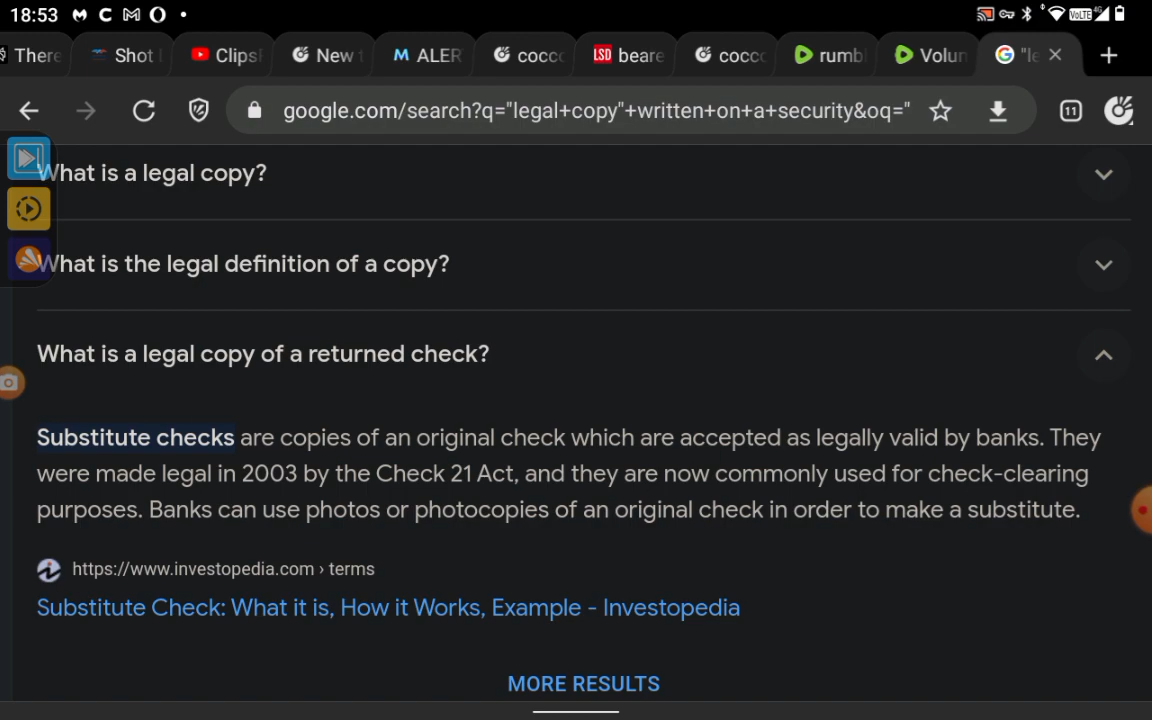 18:53
VoLTE 4G
There
Shot
Clips
New t
ALER
cocc
LSD beare
cocc
rumb
Volun
"le
google.com/search?q="legal+copy"+written+on+a+security&oq="
11
What is a legal copy?
What is the legal definition of a copy?
What is a legal copy of a returned check?
Substitute checks are copies of an original check which are accepted as legally valid by banks. They
were made legal in 2003 by the Check 21 Act, and they are now commonly used for check-clearing
purposes. Banks can use photos or photocopies of an original check in order to make a substitute.
https://www.investopedia.com › terms
Substitute Check: What it is, How it Works, Example - Investopedia
MORE RESULTS